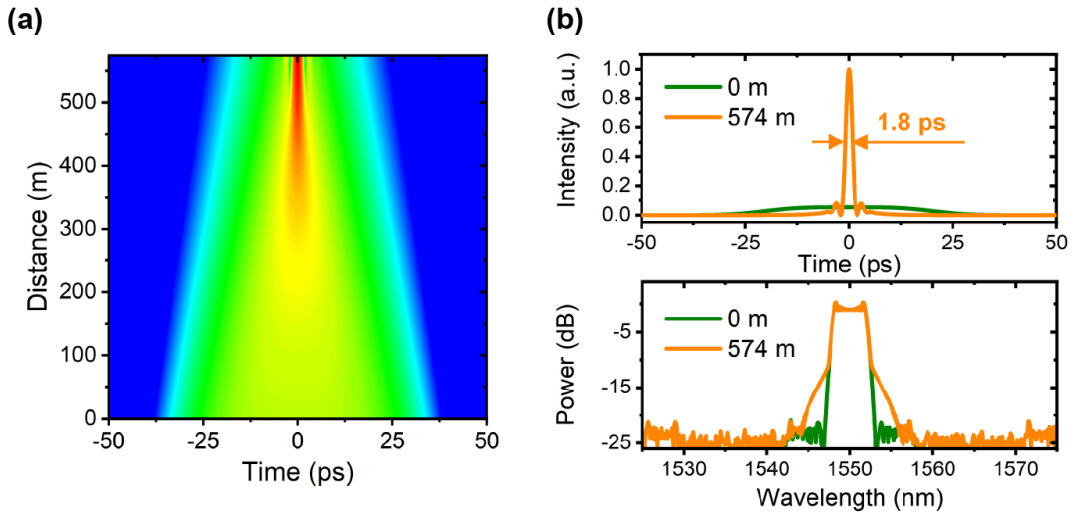 (a)
500
400
300
200
100
0
Distance (m)
-50 -25 0 25 50
Time (ps)
(b)
1.0
0.8
0.6
0.4
0.2
0.0
Intensity (a.u.)
0 m
574 m
1.8 ps
-50 -25 0 25 50
Time (ps)
-5
-15
-25
Power (dB)
0 m
574 m
1530 1540 1550 1560 1570
Wavelength (nm)